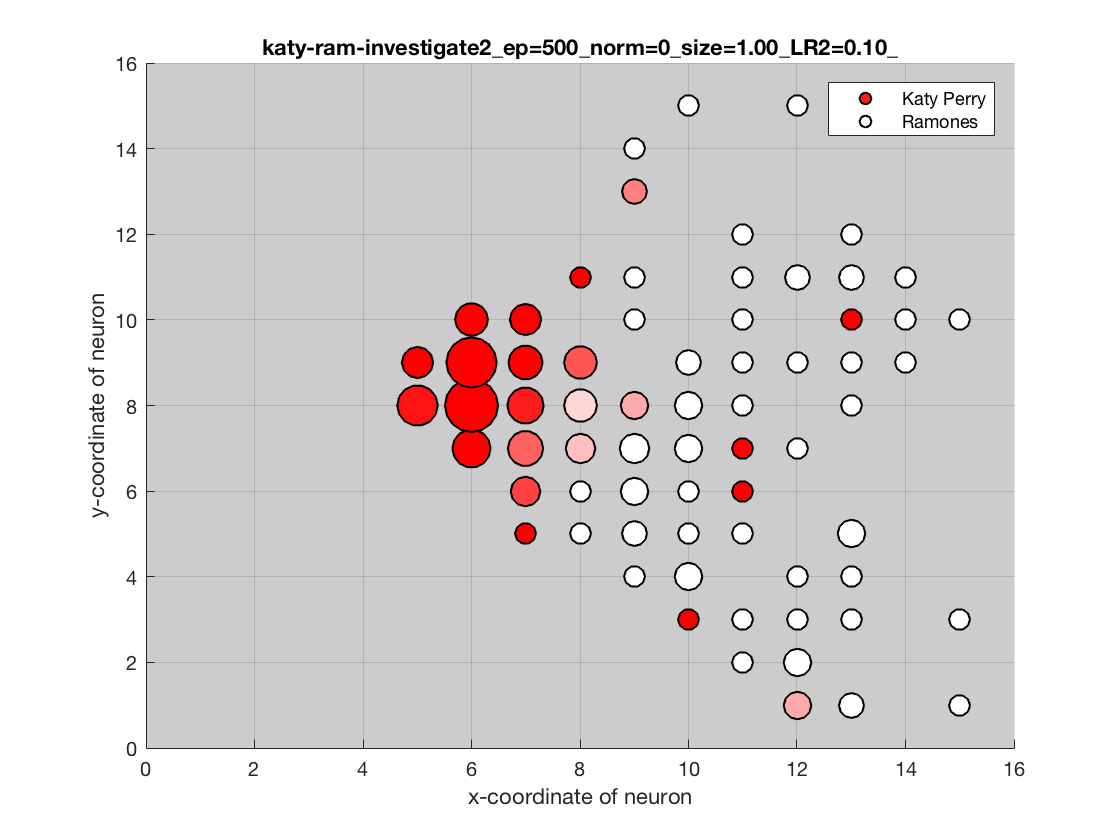 katy-ram-investigate2_ep=500_norm=0_size=1.00_LR2=0.10_
Katy Perry
Ramones
16
14
12
10
8
6
4
2
0
y-coordinate of neuron
0 2 4 6 8 10 12 14 16
x-coordinate of neuron